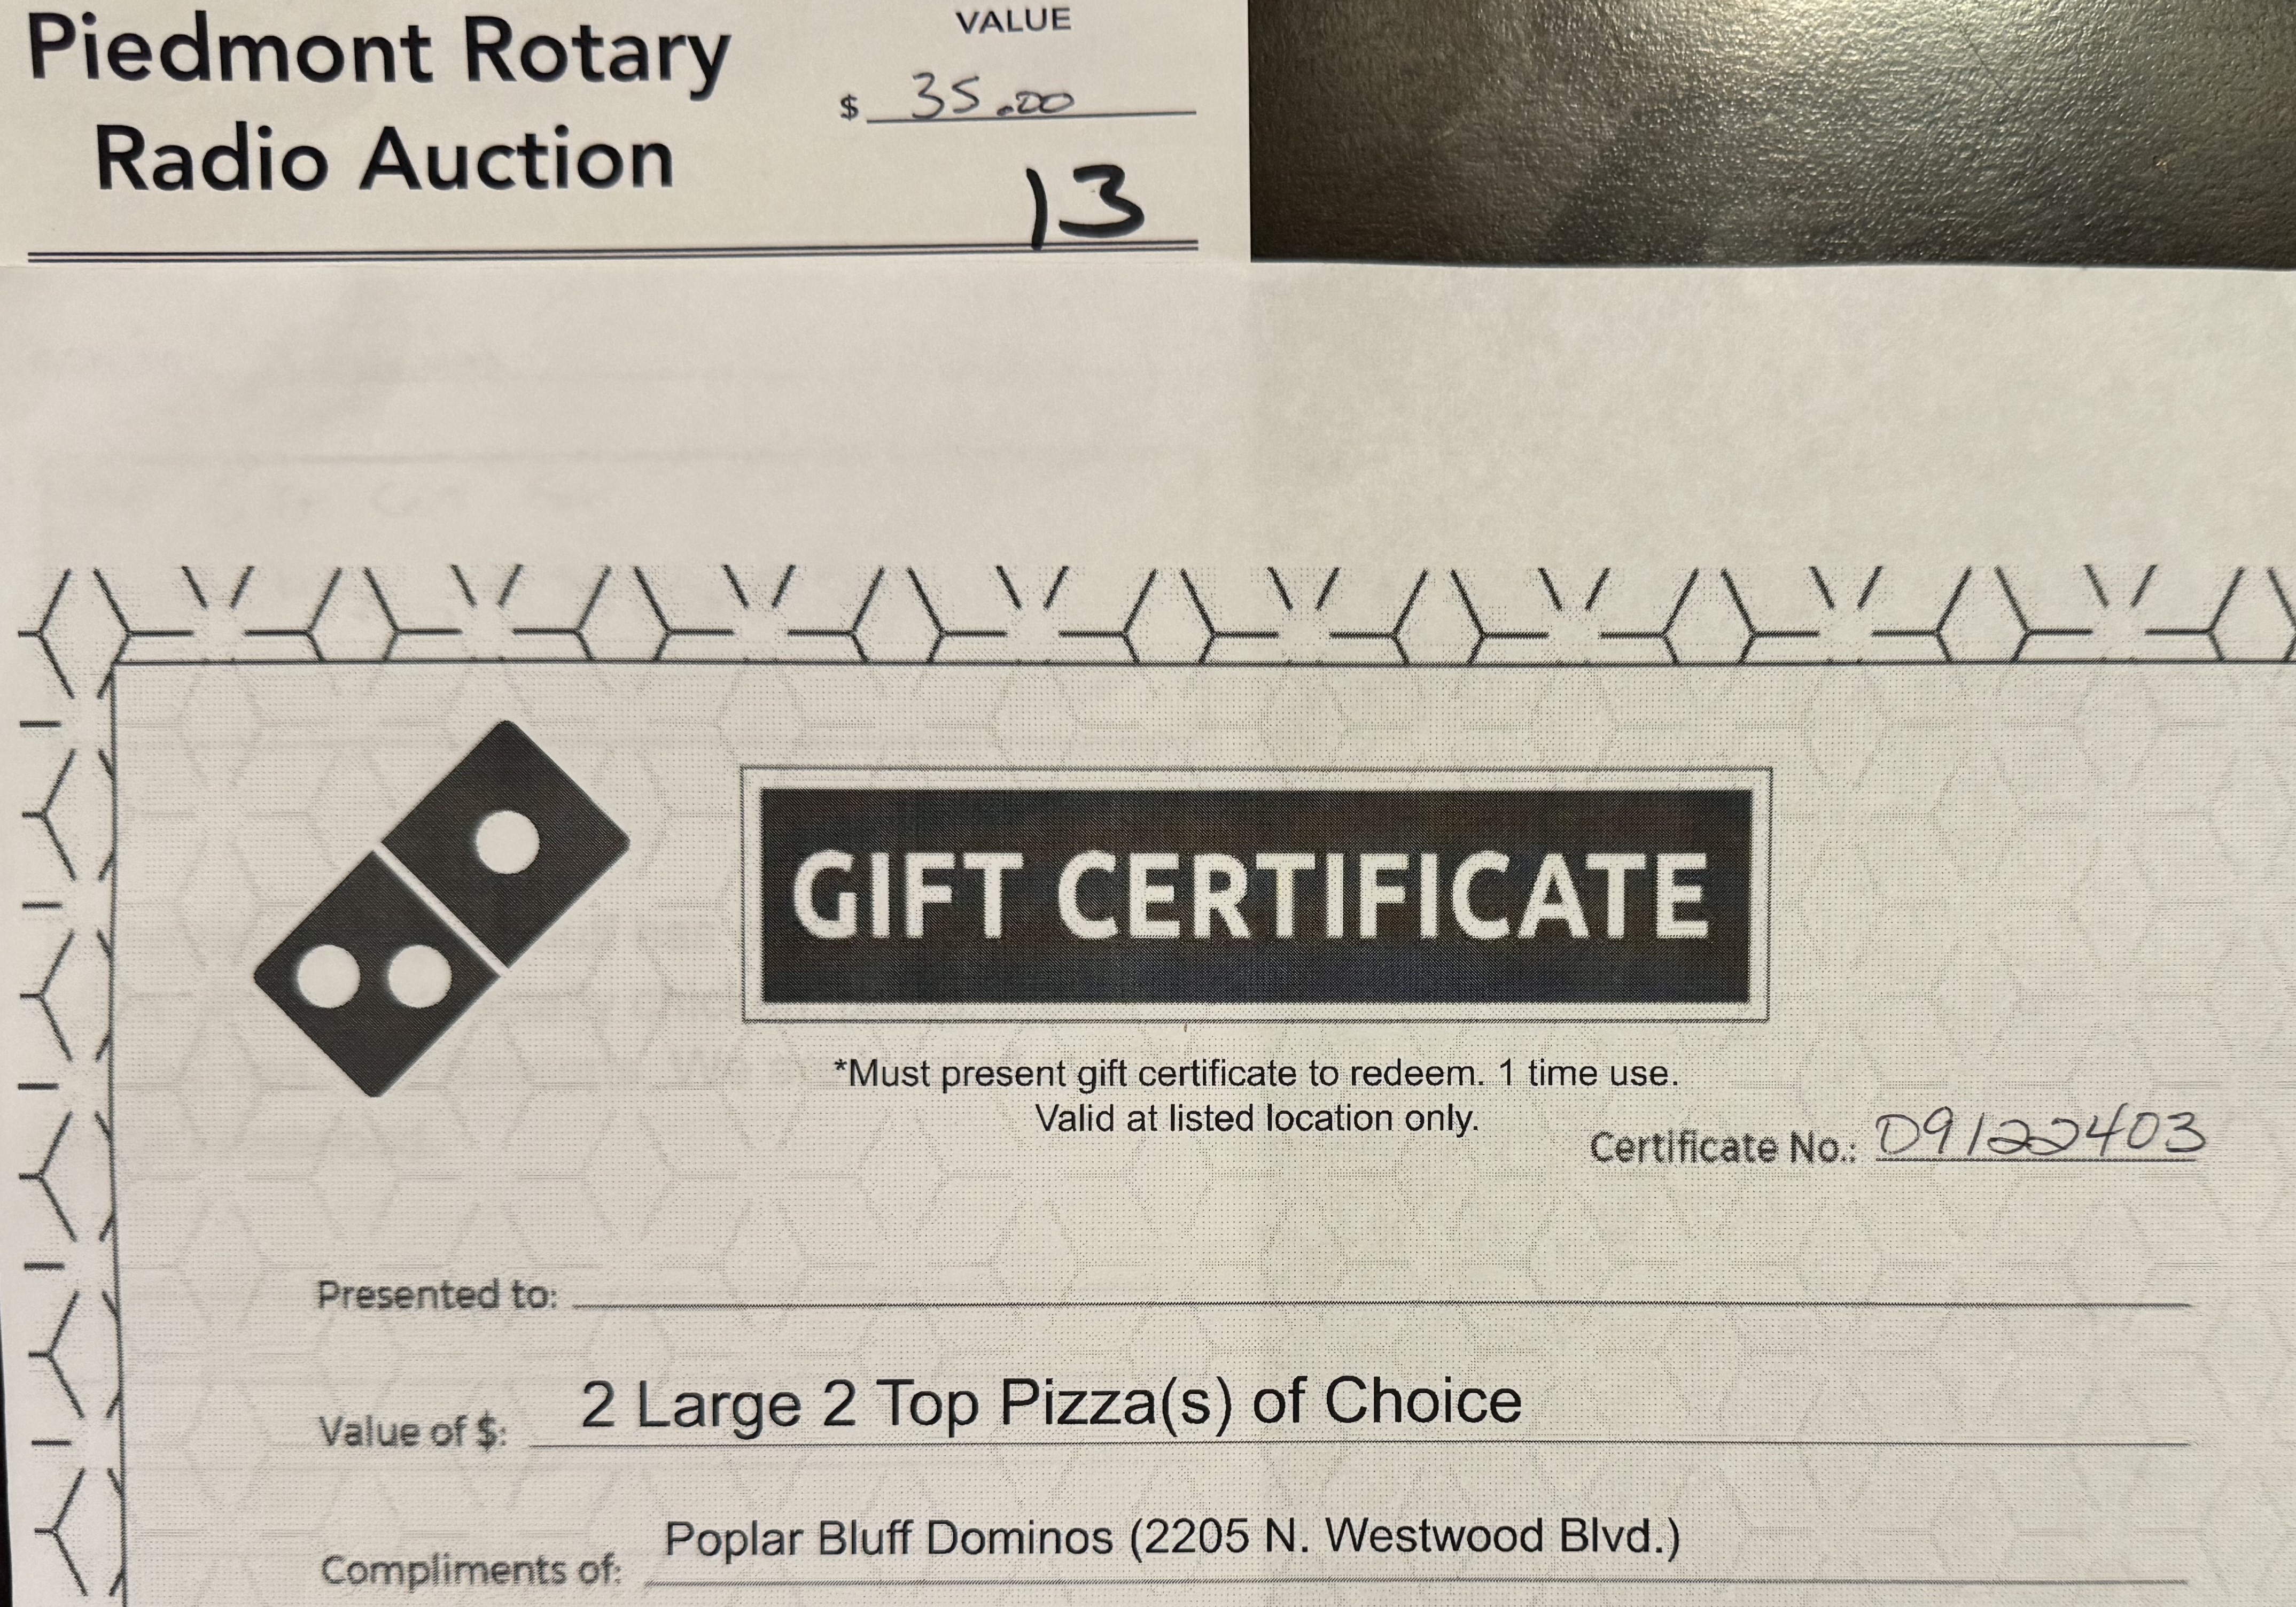 Piedmont Rotary
Radio Auction
VALUE
$ 35.00
13
GIFT CERTIFICATE
*Must present gift certificate to redeem. 1 time use.
Valid at listed location only.
Certificate No.: 09122403
Presented to:
Value of $: 2 Large 2 Top Pizza(s) of Choice
Compliments of: Poplar Bluff Dominos (2205 N. Westwood Blvd.)